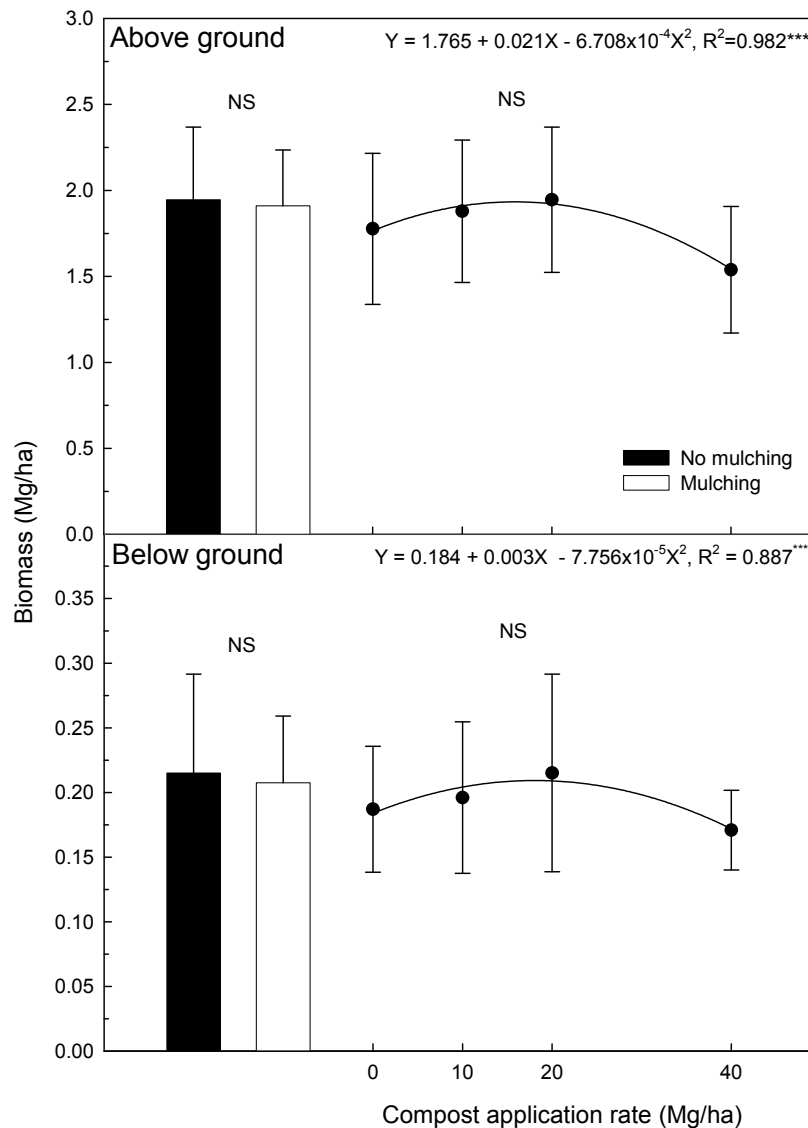 Above ground
Y = 1.765 + 0.021X - 6.708x10⁻⁴X², R²=0.982***
NS NS
3.0
2.5
2.0
1.5
1.0
0.5
0.0
No mulching
Mulching
Biomass (Mg/ha)
Below ground
Y = 0.184 + 0.003X - 7.756x10⁻⁵X², R² = 0.887***
NS NS
0.35
0.30
0.25
0.20
0.15
0.10
0.05
0.00
0 10 20 40
Compost application rate (Mg/ha)